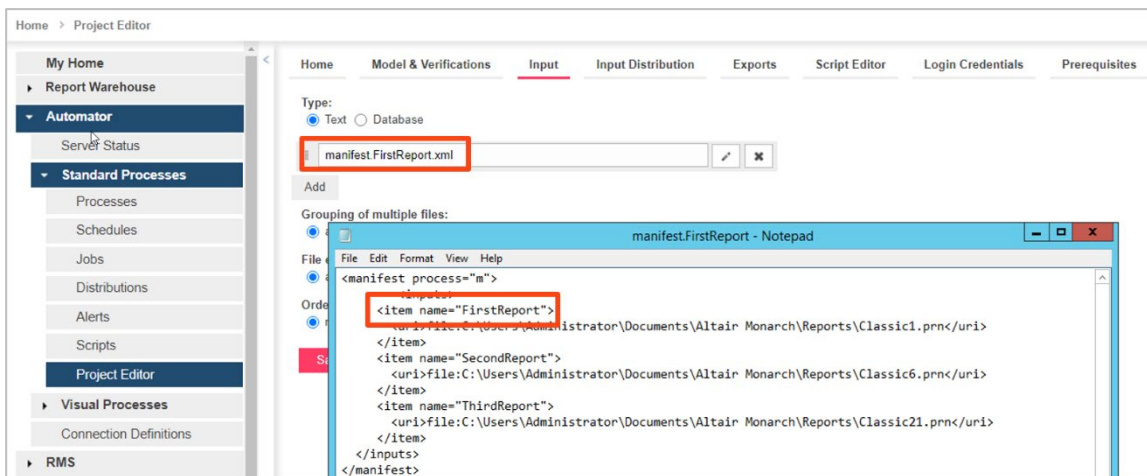 Home > Project Editor
My Home
Report Warehouse
Automator
Server Status
Standard Processes
Processes
Schedules
Jobs
Distributions
Alerts
Scripts
Project Editor
Visual Processes
Connection Definitions
RMS
Home Model & Verifications Input Input Distribution Exports Script Editor Login Credentials Prerequisites
Type:
Text Database
manifest.FirstReport.xml
Add
Grouping of multiple files:
File
manifest.FirstReport - Notepad
File Edit Format View Help
<manifest process="m">
<inputs>
<item name="FirstReport">
<uri>file:C:\Users\Administrator\Documents\Altair Monarch\Reports\Classic1.prn</uri>
</item>
<item name="SecondReport">
<uri>file:C:\Users\Administrator\Documents\Altair Monarch\Reports\Classic6.prn</uri>
</item>
<item name="ThirdReport">
<uri>file:C:\Users\Administrator\Documents\Altair Monarch\Reports\Classic21.prn</uri>
</item>
</inputs>
</manifest>